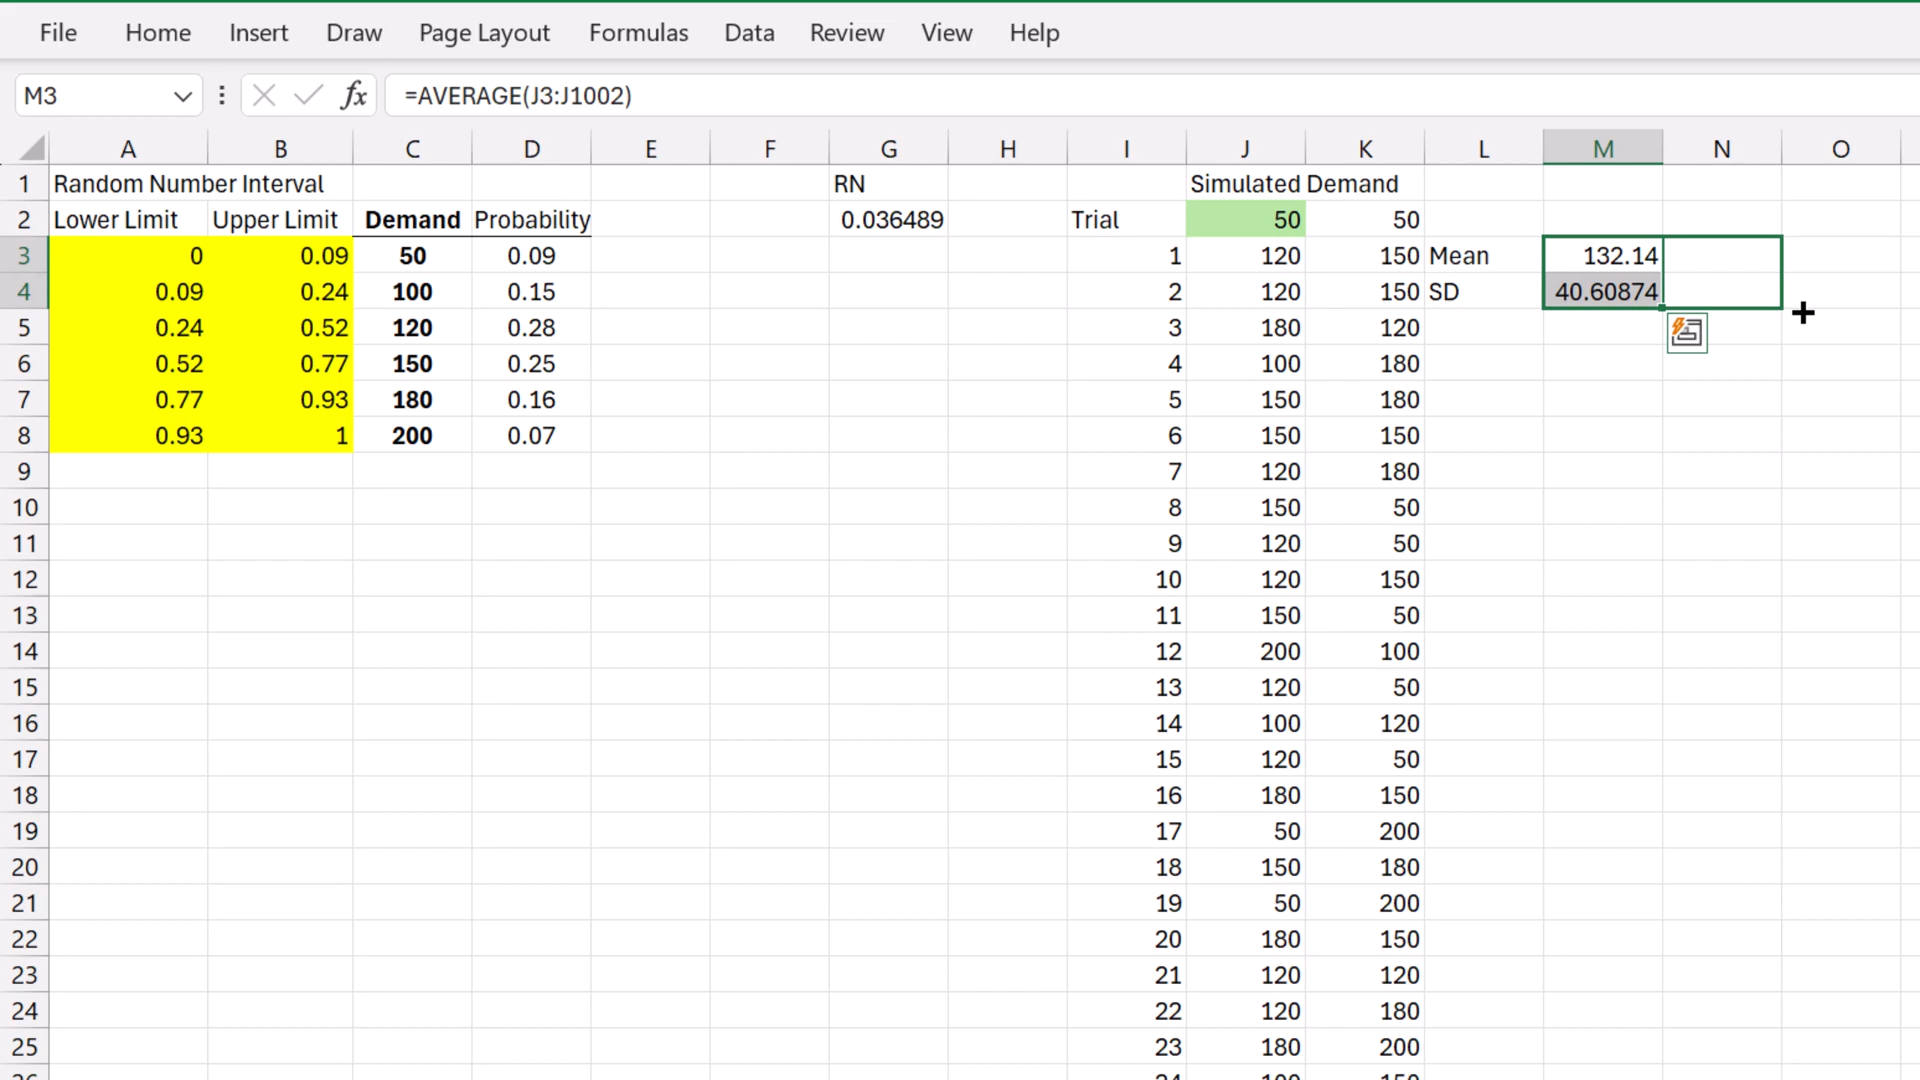 File Home Insert Draw Page Layout Formulas Data Review View Help
M3 fx =AVERAGE(J3:J1002)
A B C D E F G H I J K L M N O
1 Random Number Interval RN Simulated Demand
2 Lower Limit Upper Limit Demand Probability 0.036489 Trial 50 50
3 0 0.09 50 0.09 1 120 150 Mean 132.14
4 0.09 0.24 100 0.15 2 120 150 SD 40.60874
5 0.24 0.52 120 0.28 3 180 120
6 0.52 0.77 150 0.25 4 100 180
7 0.77 0.93 180 0.16 5 150 180
8 0.93 1 200 0.07 6 150 150
9 7 120 180
10 8 150 50
11 9 120 50
12 10 120 150
13 11 150 50
14 12 200 100
15 13 120 50
16 14 100 120
17 15 120 50
18 16 180 150
19 17 50 200
20 18 150 180
21 19 50 200
22 20 180 150
23 21 120 120
24 22 120 180
25 23 180 200